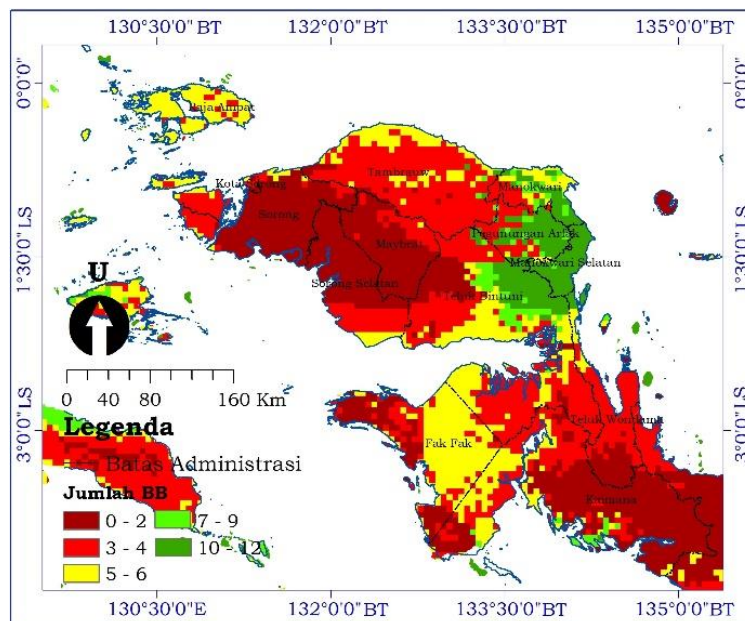 130°30'0"BT 132°0'0"BT 133°30'0"BT 135°0'0"BT
0°0'0"
0°0'0"
Raja Ampat
Tambrauw
Kota Sorong
Manokwari
Sorong
Maybrat
Pegunungan Arfak
1°30'0" LS
1°30'0" LS
Manokwari Selatan
Sorong Selatan
Teluk Bintuni
U
0 40 80 160 Km
Legenda
Batas Administrasi
Jumlah BB
0 - 2
3 - 4
5 - 6
7 - 9
10 - 12
3°0'0" LS
3°0'0" LS
Teluk Wondama
Fak Fak
Kaimana
130°30'0"E 132°0'0"BT 133°30'0"BT 135°0'0"BT